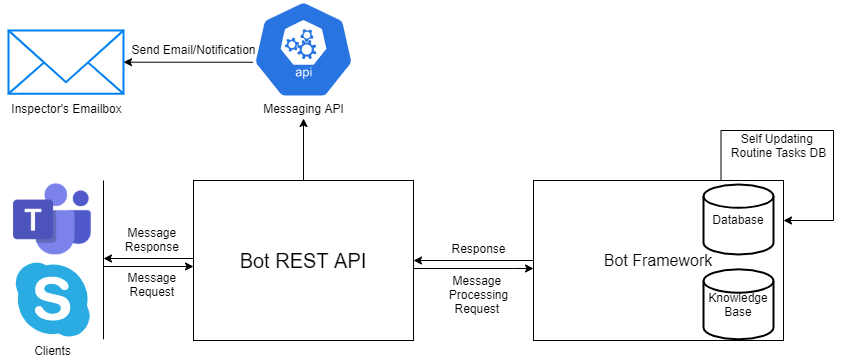 Send Email/Notification
api
Inspector's Emailbox
Messaging API
Self Updating
Routine Tasks DB
T
Message
Response
Bot REST API
Response
Bot Framework
Database
Message
Request
Message
Processing
Request
S
Knowledge
Base
Clients